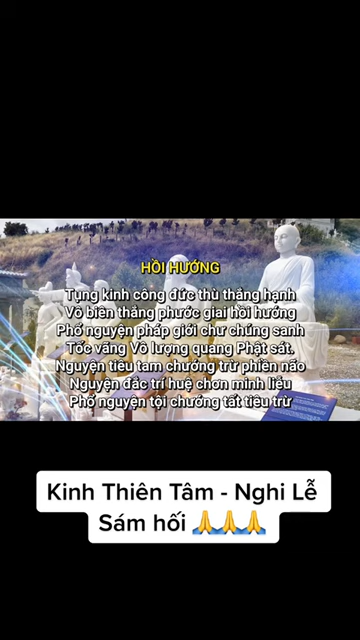 HỒI HƯỚNG
Tụng kinh công đức thù thắng hạnh
Vô biên thắng phước giai hồi hướng
Phổ nguyện pháp giới chư chúng sanh
Tốc vãng Vô lượng quang Phật sát.
Nguyện tiêu tam chướng trừ phiền não
Nguyện đắc trí huệ chơn minh liễu
Phổ nguyện tội chướng tất tiêu trừ
Kinh Thiên Tâm - Nghi Lễ
Sám hối 🙏🙏🙏